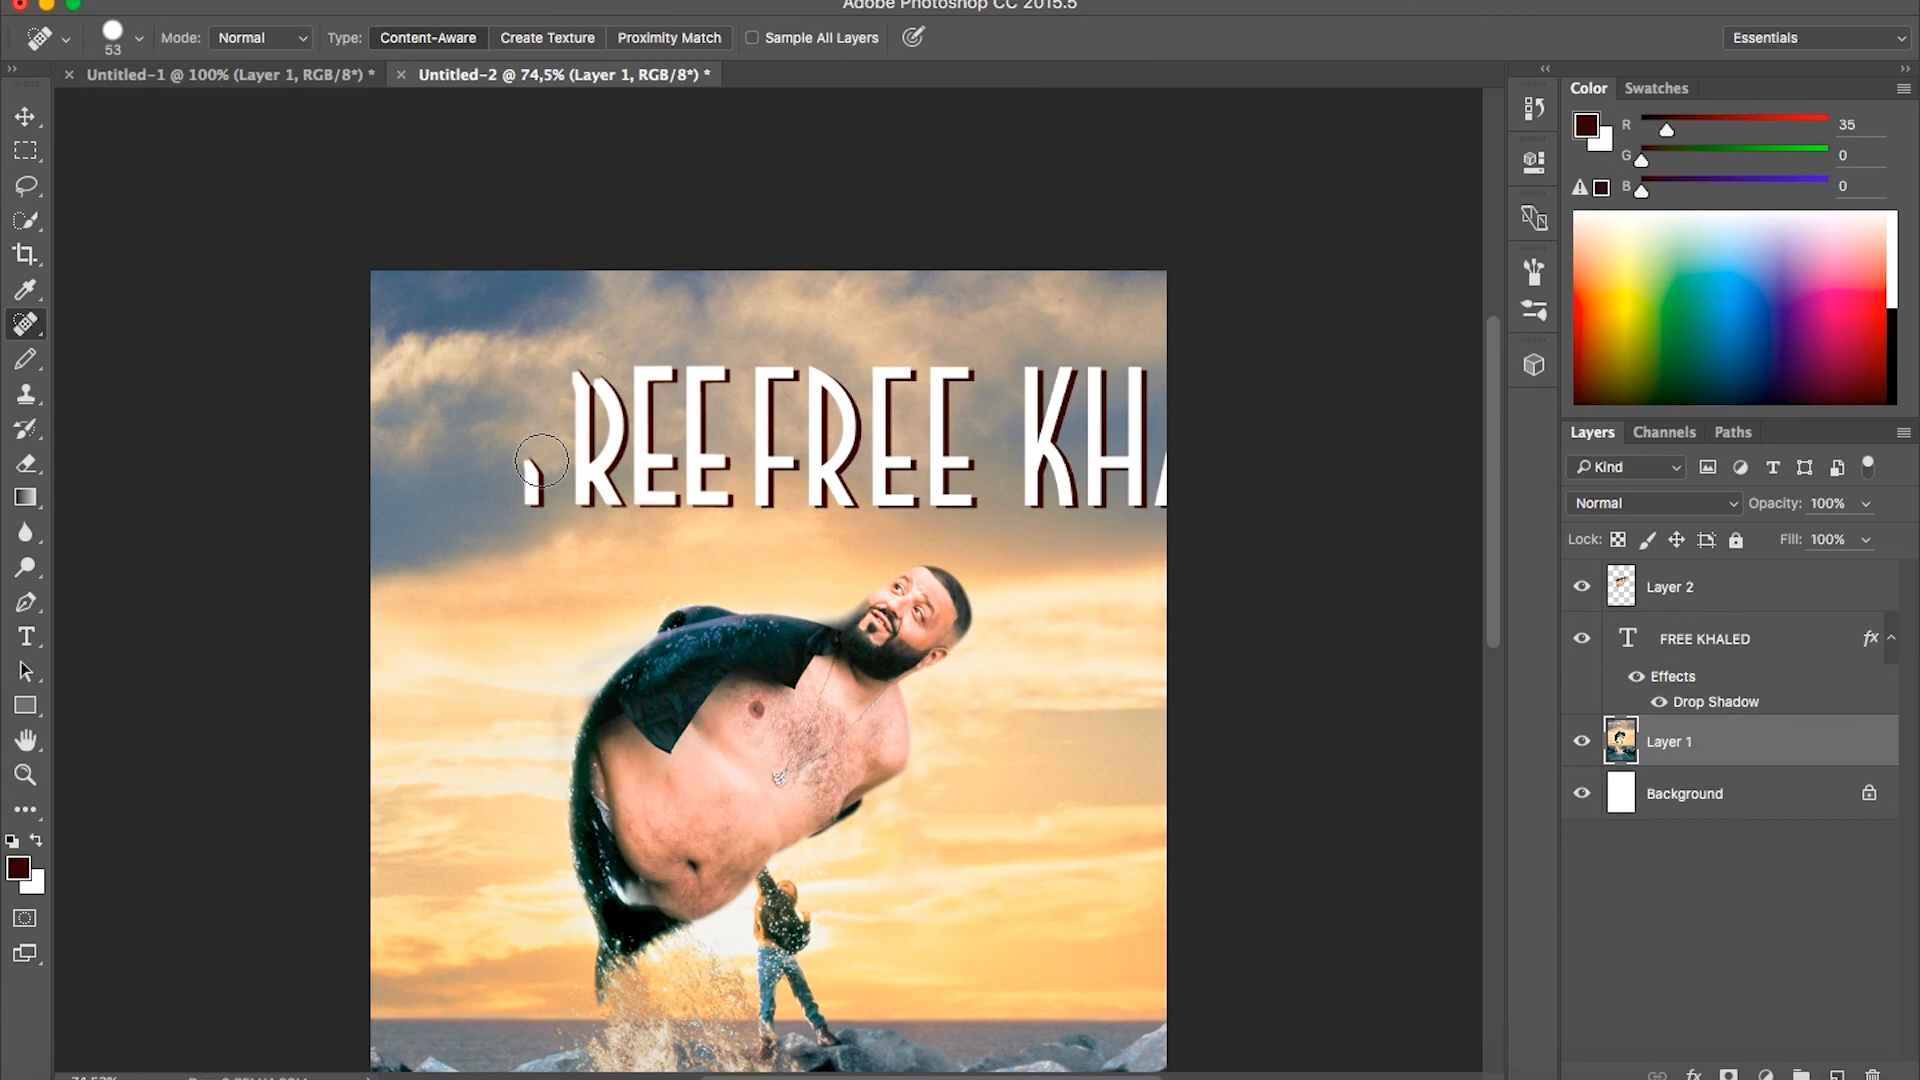 Adobe Photoshop CC 2015.5
53
Mode: Normal
Type: Content-Aware Create Texture Proximity Match
Sample All Layers
Essentials
Untitled-1 @ 100% (Layer 1, RGB/8*) *
Untitled-2 @ 74,5% (Layer 1, RGB/8*) *
Color Swatches
R 35
G 0
B 0
REE FREE KHA
Layers Channels Paths
Kind
Normal Opacity: 100%
Lock: Fill: 100%
Layer 2
FREE KHALED fx
Effects
Drop Shadow
Layer 1
Background